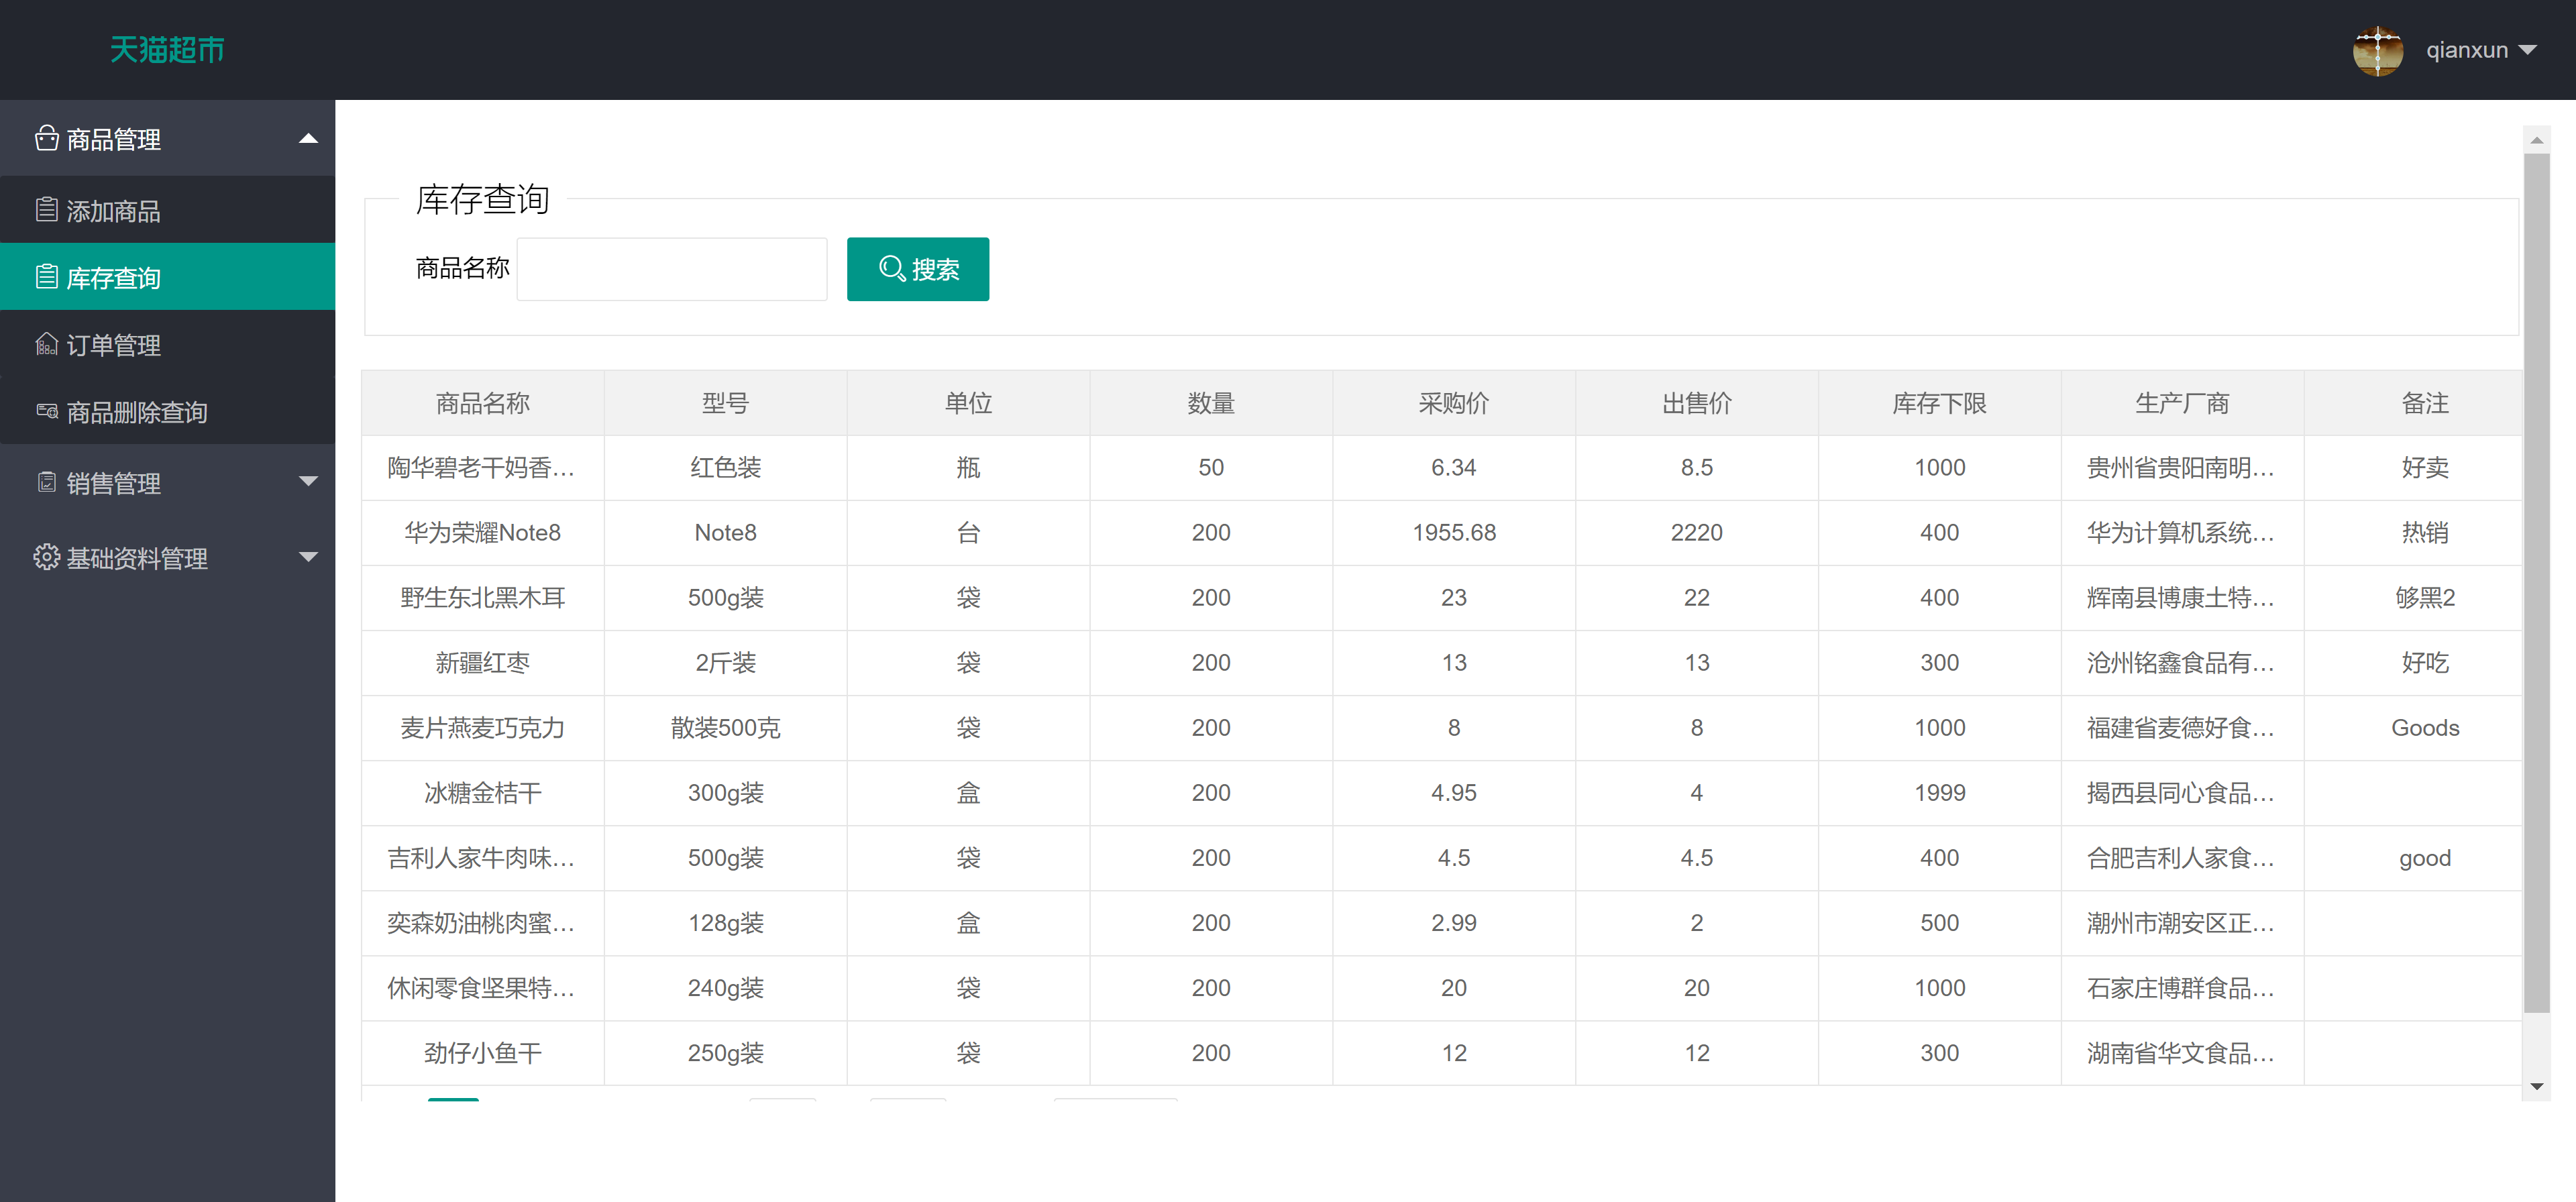 天猫超市
qianxun
商品管理
添加商品
库存查询
订单管理
商品删除查询
销售管理
基础资料管理
库存查询
商品名称 搜索
商品名称 型号 单位 数量 采购价 出售价 库存下限 生产厂商 备注
陶华碧老干妈香... 红色装 瓶 50 6.34 8.5 1000 贵州省贵阳南明... 好卖
华为荣耀Note8 Note8 台 200 1955.68 2220 400 华为计算机系统... 热销
野生东北黑木耳 500g装 袋 200 23 22 400 辉南县博康土特... 够黑2
新疆红枣 2斤装 袋 200 13 13 300 沧州铭鑫食品有... 好吃
麦片燕麦巧克力 散装500克 袋 200 8 8 1000 福建省麦德好食... Goods
冰糖金桔干 300g装 盒 200 4.95 4 1999 揭西县同心食品...
吉利人家牛肉味... 500g装 袋 200 4.5 4.5 400 合肥吉利人家食... good
奕森奶油桃肉蜜... 128g装 盒 200 2.99 2 500 潮州市潮安区正...
休闲零食坚果特... 240g装 袋 200 20 20 1000 石家庄博群食品...
劲仔小鱼干 250g装 袋 200 12 12 300 湖南省华文食品...